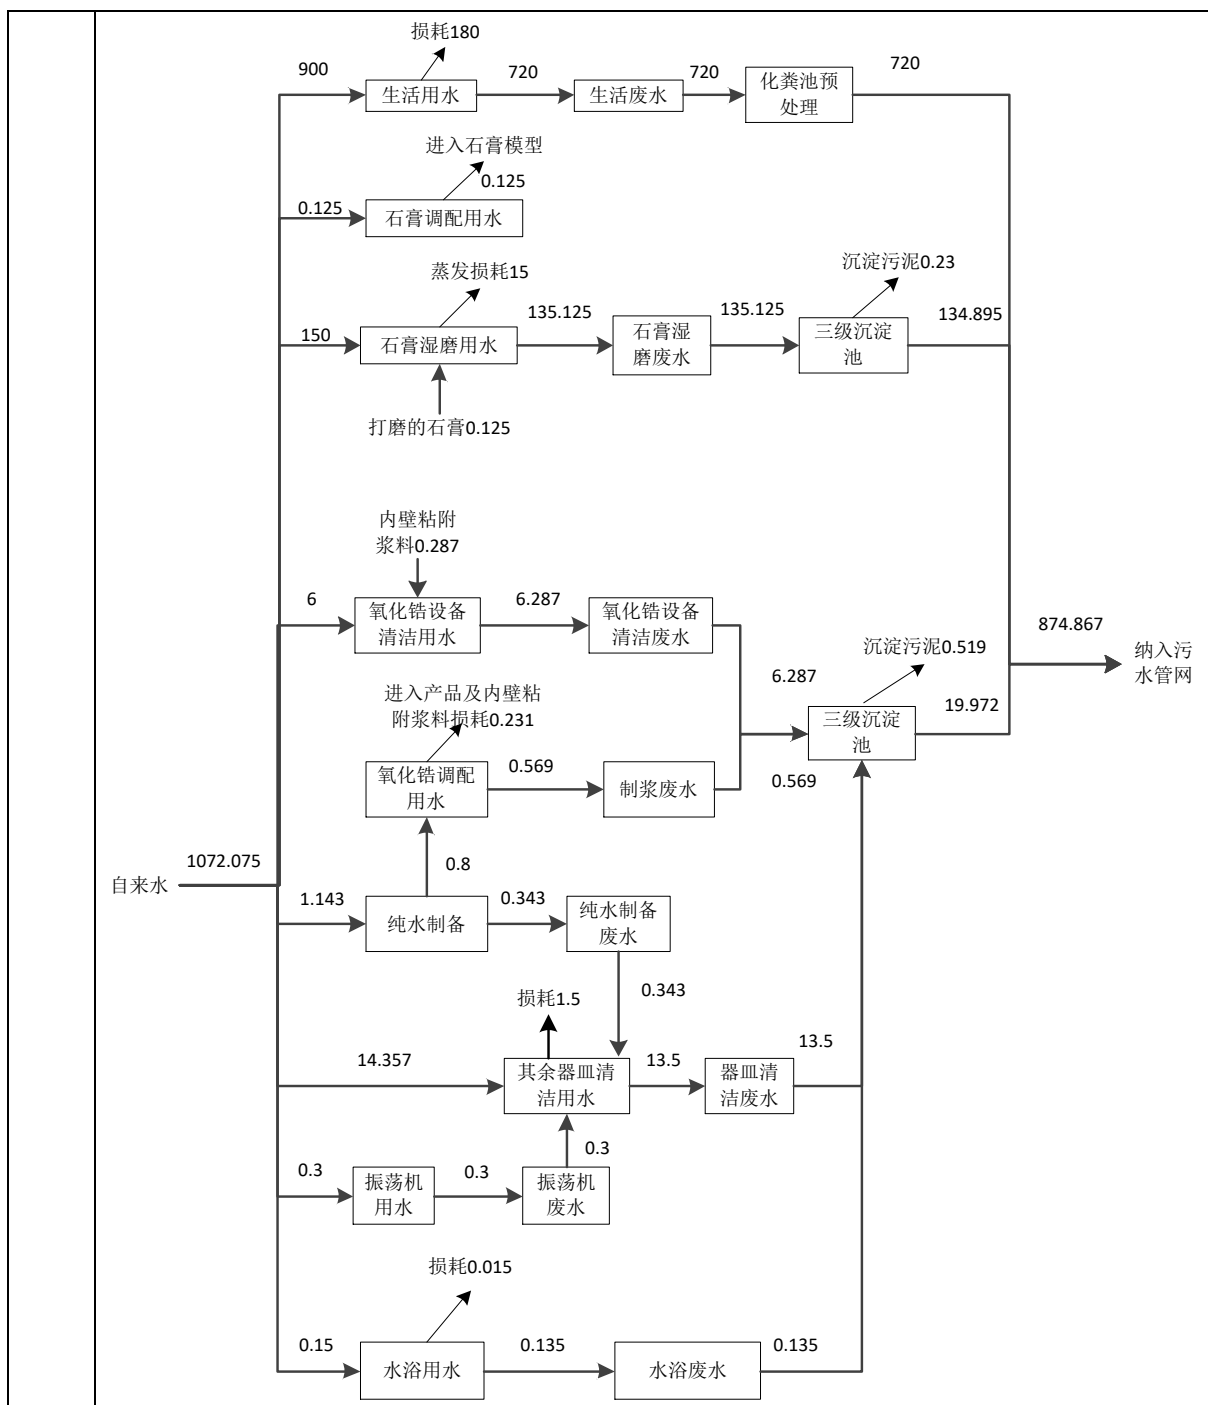 损耗180
900
生活用水
720
生活废水
720
化粪池预
处理
720
进入石膏模型
0.125
0.125
石膏调配用水
蒸发损耗15
沉淀污泥0.23
150
石膏湿磨用水
135.125
石膏湿
磨废水
135.125
三级沉淀
池
134.895
打磨的石膏0.125
内壁粘附
浆料0.287
6
氧化锆设备
清洁用水
6.287
氧化锆设备
清洁废水
6.287
沉淀污泥0.519
874.867
纳入污
水管网
进入产品及内壁粘
附浆料损耗0.231
三级沉淀
池
19.972
氧化锆调配
用水
0.569
制浆废水
0.569
0.8
自来水
1072.075
1.143
纯水制备
0.343
纯水制备
废水
0.343
损耗1.5
14.357
其余器皿清
洁用水
13.5
器皿清
洁废水
13.5
0.3
0.3
振荡机
用水
0.3
振荡机
废水
损耗0.015
0.15
水浴用水
0.135
水浴废水
0.135